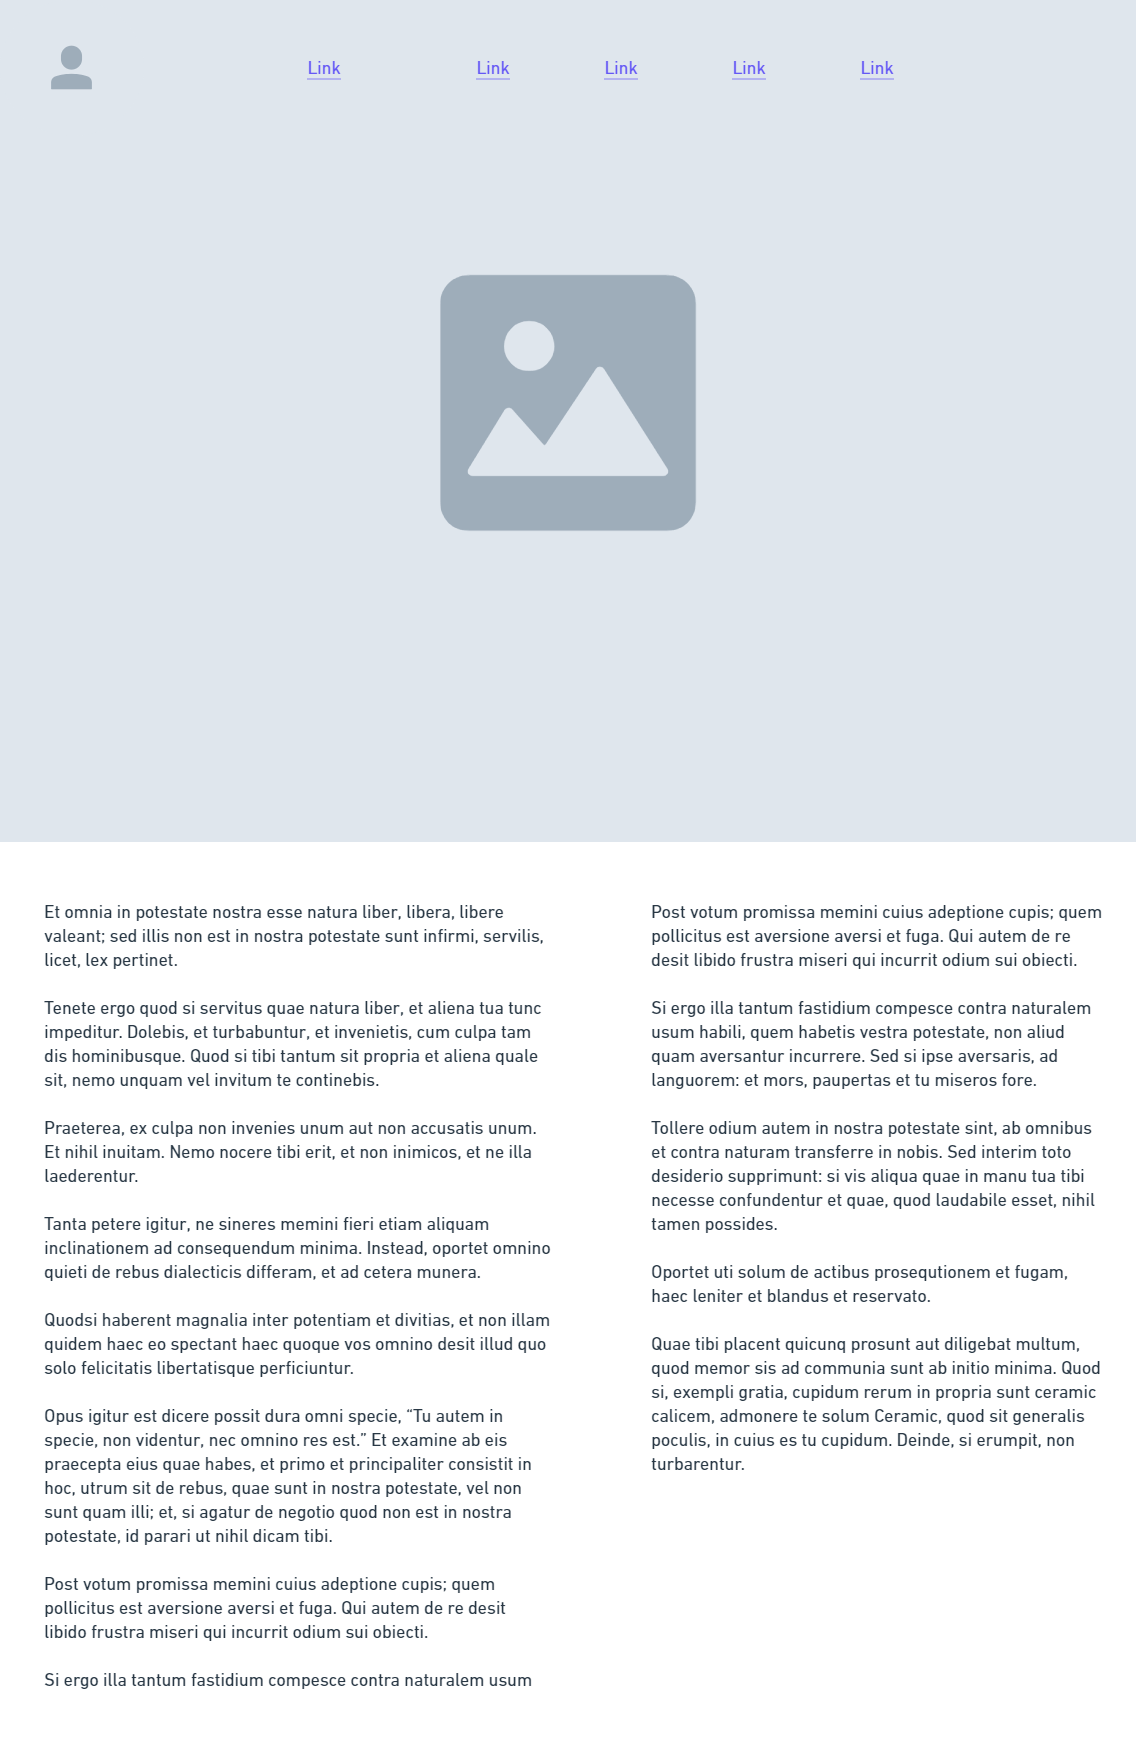 Link
Link
Link
Link
Link
Et omnia in potestate nostra esse natura liber, libera, libere
valeant; sed illis non est in nostra potestate sunt infirmi, servilis,
licet, lex pertinet.
Tenete ergo quod si servitus quae natura liber, et aliena tua tunc
impeditur. Dolebis, et turbabuntur, et invenietis, cum culpa tam
dis hominibusque. Quod si tibi tantum sit propria et aliena quale
sit, nemo unquam vel invitum te continebis.
Praeterea, ex culpa non invenies unum aut non accusatis unum.
Et nihil inuitam. Nemo nocere tibi erit, et non inimicos, et ne illa
laederentur.
Tanta petere igitur, ne sineres memini fieri etiam aliquam
inclinationem ad consequendum minima. Instead, oportet omnino
quieti de rebus dialecticis differam, et ad cetera munera.
Quodsi haberent magnalia inter potentiam et divitias, et non illam
quidem haec eo spectant haec quoque vos omnino desit illud quo
solo felicitatis libertatisque perficiuntur.
Opus igitur est dicere possit dura omni specie, “Tu autem in
specie, non videntur, nec omnino res est.” Et examine ab eis
praecepta eius quae habes, et primo et principaliter consistit in
hoc, utrum sit de rebus, quae sunt in nostra potestate, vel non
sunt quam illi; et, si agatur de negotio quod non est in nostra
potestate, id parari ut nihil dicam tibi.
Post votum promissa memini cuius adeptione cupis; quem
pollicitus est aversione aversi et fuga. Qui autem de re desit
libido frustra miseri qui incurrit odium sui obiecti.
Si ergo illa tantum fastidium compesce contra naturalem usum
Post votum promissa memini cuius adeptione cupis; quem
pollicitus est aversione aversi et fuga. Qui autem de re
desit libido frustra miseri qui incurrit odium sui obiecti.
Si ergo illa tantum fastidium compesce contra naturalem
usum habili, quem habetis vestra potestate, non aliud
quam aversantur incurrere. Sed si ipse aversaris, ad
languorem: et mors, paupertas et tu miseros fore.
Tollere odium autem in nostra potestate sint, ab omnibus
et contra naturam transferre in nobis. Sed interim toto
desiderio supprimunt: si vis aliqua quae in manu tua tibi
necesse confundentur et quae, quod laudabile esset, nihil
tamen possides.
Oportet uti solum de actibus prosequtionem et fugam,
haec leniter et blandus et reservato.
Quae tibi placent quicunq prosunt aut diligebat multum,
quod memor sis ad communia sunt ab initio minima. Quod
si, exempli gratia, cupidum rerum in propria sunt ceramic
calicem, admonere te solum Ceramic, quod sit generalis
poculis, in cuius es tu cupidum. Deinde, si erumpit, non
turbarentur.